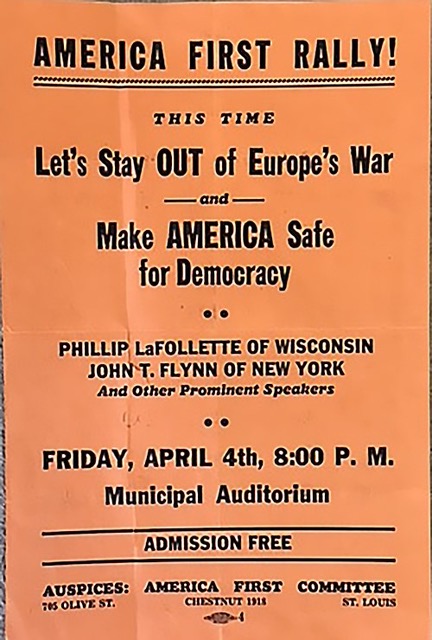 AMERICA FIRST RALLY!
THIS TIME
Let's Stay OUT of Europe's War
and
Make AMERICA Safe
for Democracy
PHILLIP LaFOLLETTE OF WISCONSIN
JOHN T. FLYNN OF NEW YORK
And Other Prominent Speakers
FRIDAY, APRIL 4th, 8:00 P. M.
Municipal Auditorium
ADMISSION FREE
AUSPICES: AMERICA FIRST COMMITTEE
705 OLIVE ST. CHESTNUT 1918 ST. LOUIS
4